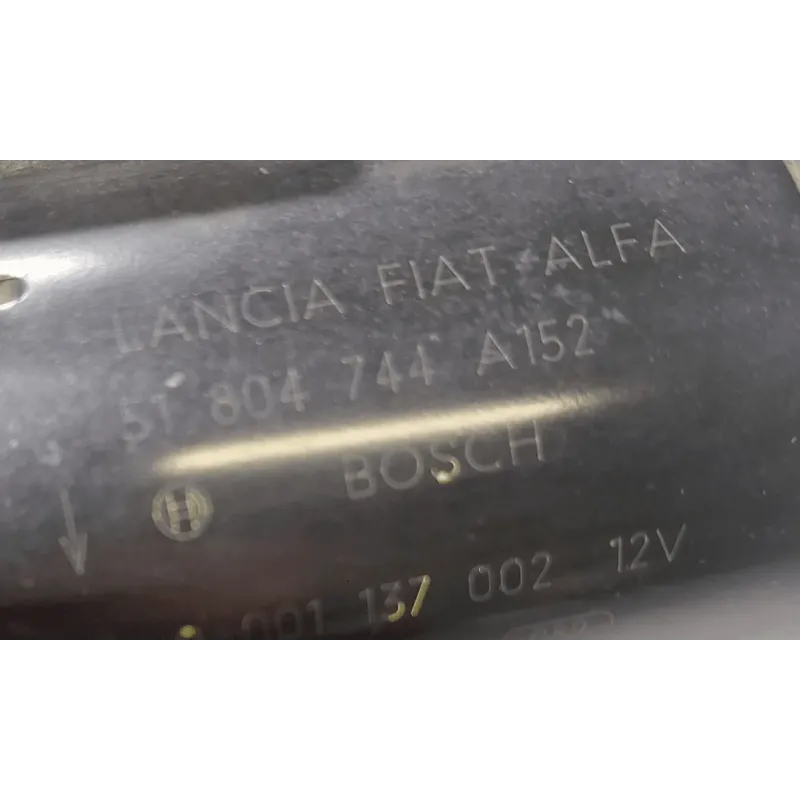 LANCIA FIAT ALFA
51 804 744 A152
BOSCH
001 137 002 12V